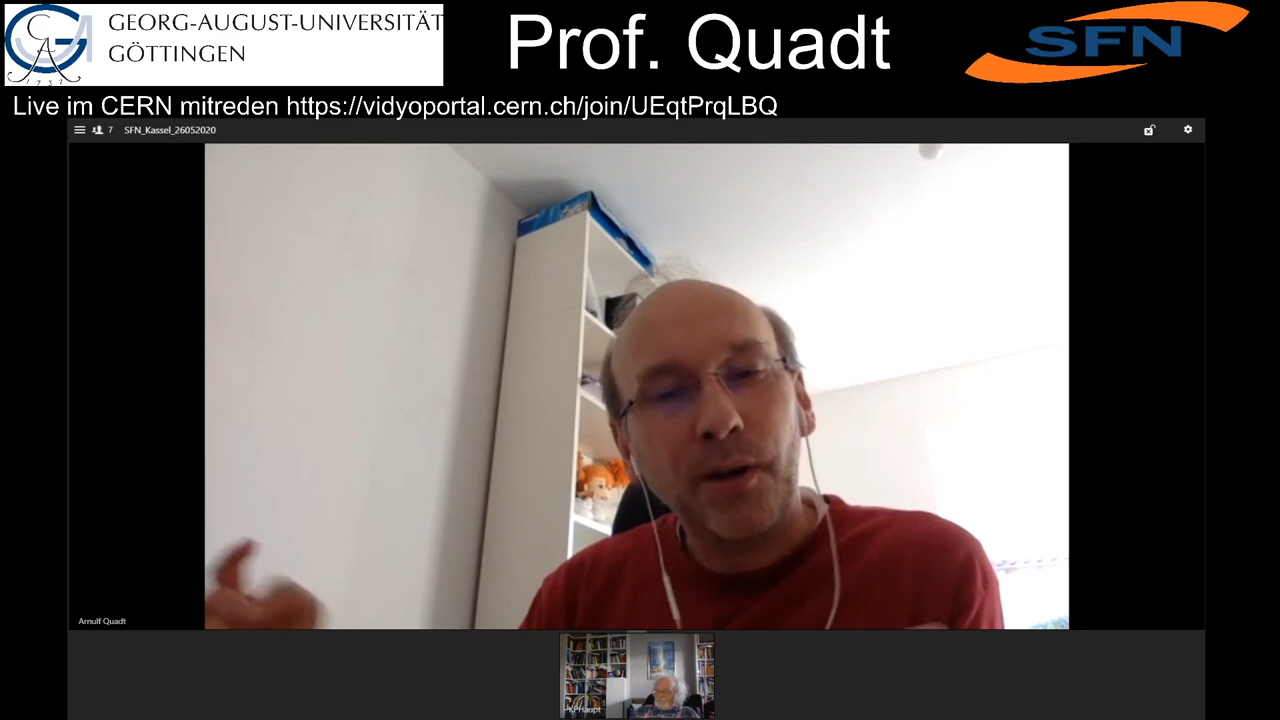 GEORG-AUGUST-UNIVERSITÄT
GÖTTINGEN
Prof. Quadt
SFN
Live im CERN mitreden https://vidyoportal.cern.ch/join/UEqtPrqLBQ
7 SFN_Kassel_26052020
Arnulf Quadt
KPHaupt